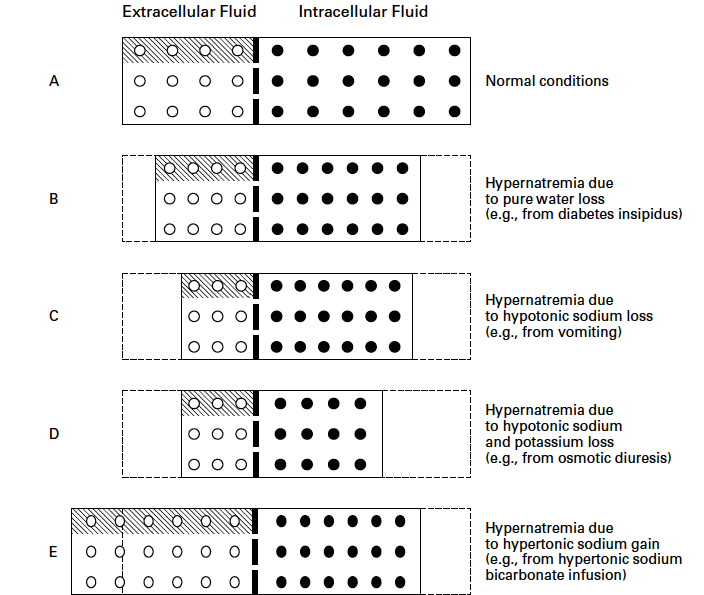 Extracellular Fluid Intracellular Fluid
A
Normal conditions
B
Hypernatremia due
to pure water loss
(e.g., from diabetes insipidus)
C
Hypernatremia due
to hypotonic sodium loss
(e.g., from vomiting)
D
Hypernatremia due
to hypotonic sodium
and potassium loss
(e.g., from osmotic diuresis)
E
Hypernatremia due
to hypertonic sodium gain
(e.g., from hypertonic sodium
bicarbonate infusion)